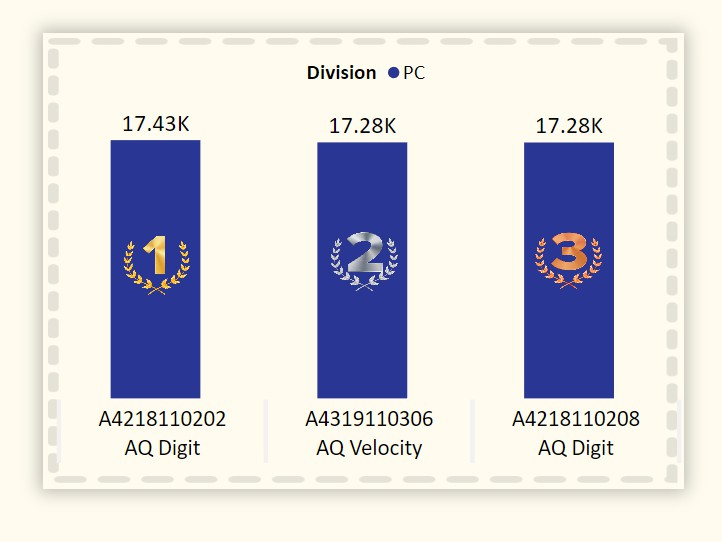 Division PC
17.43K 17.28K 17.28K
1 2 3
A4218110202 A4319110306 A4218110208
AQ Digit AQ Velocity AQ Digit